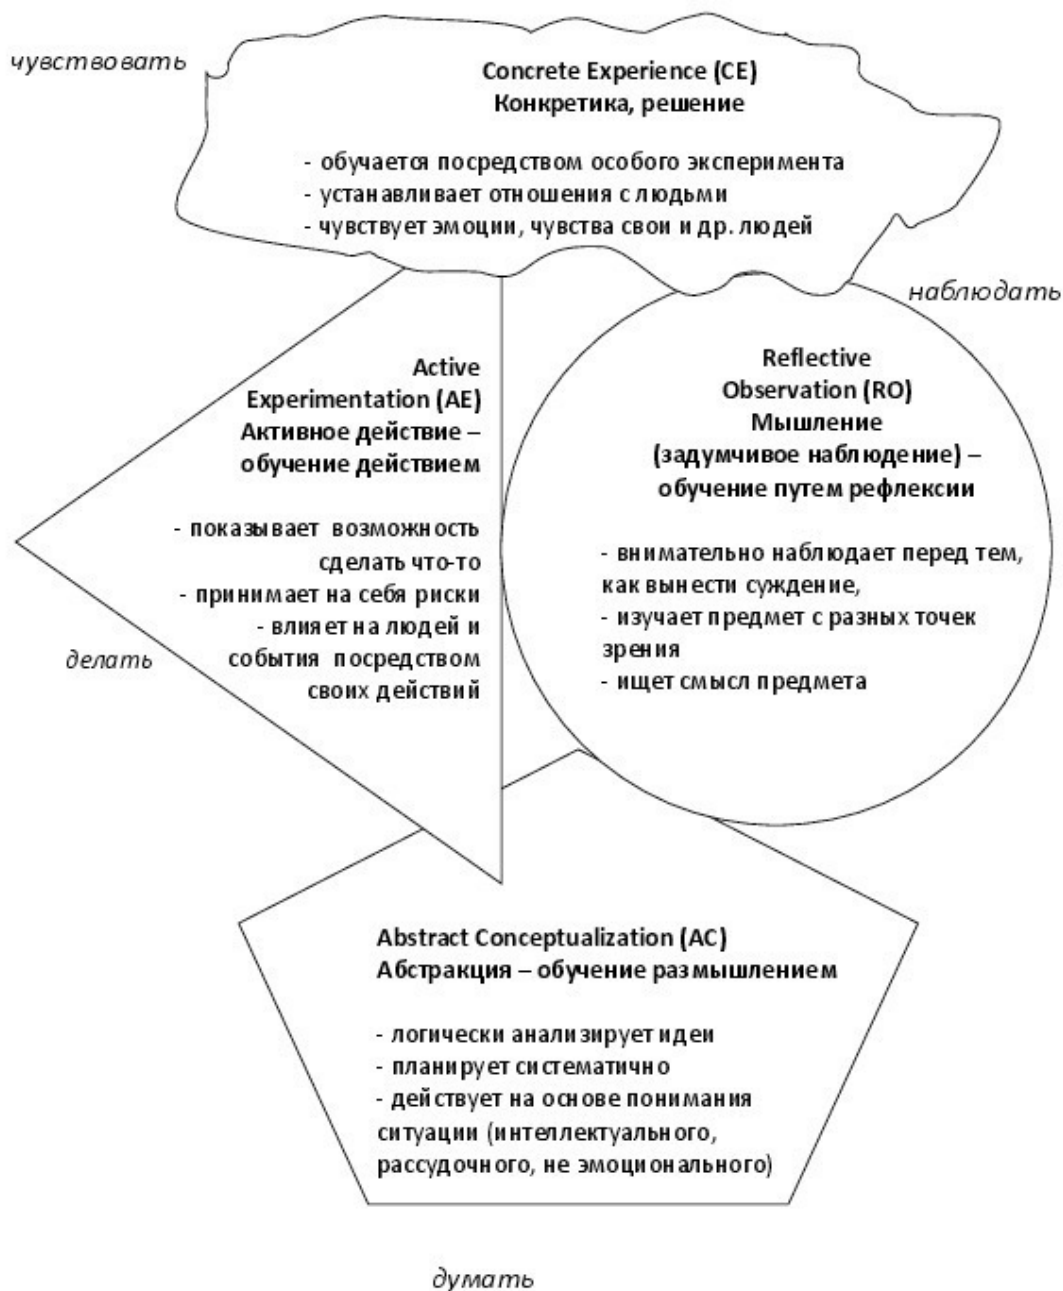 чувствовать
Concrete Experience (CE)
Конкретика, решение
- обучается посредством особого эксперимента
- устанавливает отношения с людьми
- чувствует эмоции, чувства свои и др. людей
наблюдать
Active
Experimentation (AE)
Активное действие –
обучение действием
- показывает возможность
сделать что-то
- принимает на себя риски
- влияет на людей и
события посредством
своих действий
делать
Reflective
Observation (RO)
Мышление
(задумчивое наблюдение) –
обучение путем рефлексии
- внимательно наблюдает перед тем,
как вынести суждение,
- изучает предмет с разных точек
зрения
- ищет смысл предмета
Abstract Conceptualization (AC)
Абстракция – обучение размышлением
- логически анализирует идеи
- планирует систематично
- действует на основе понимания
ситуации (интеллектуального,
рассудочного, не эмоционального)
думать